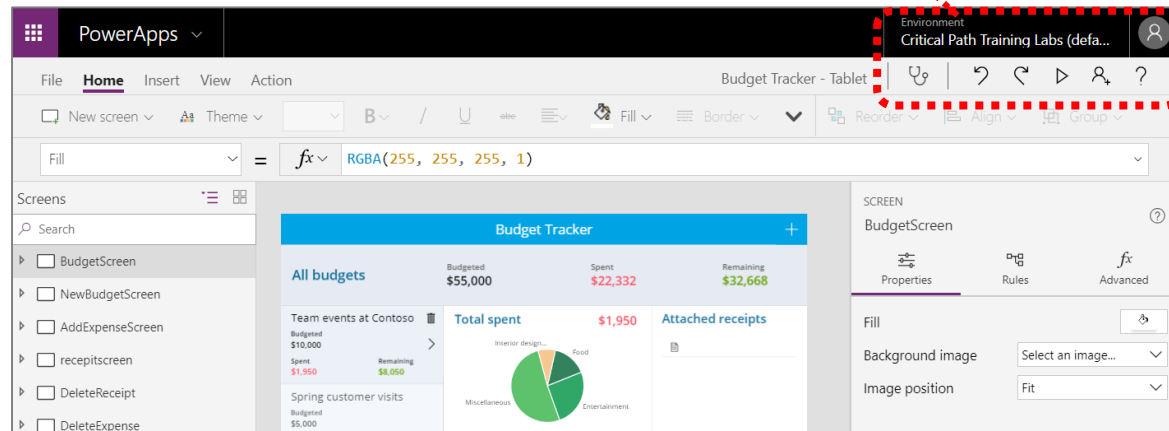 PowerApps
Environment
Critical Path Training Labs (defa...
File Home Insert View Action
Budget Tracker - Tablet
New screen Aa Theme B / U abc Fill Border Reorder Align Group
Fill = fx RGBA(255, 255, 255, 1)
Screens
Search
BudgetScreen
NewBudgetScreen
AddExpenseScreen
recepitscreen
DeleteReceipt
DeleteExpense
Budget Tracker +
All budgets
Budgeted
$55,000
Spent
$22,332
Remaining
$32,668
Team events at Contoso
Budgeted
$10,000
Spent Remaining
$1,950 $8,050
Spring customer visits
Budgeted
$5,000
Total spent $1,950
Interior design...
Food
Miscellaneous
Entertainment
Attached receipts
SCREEN
BudgetScreen
?
Properties Rules fx Advanced
Fill
Background image Select an image...
Image position Fit